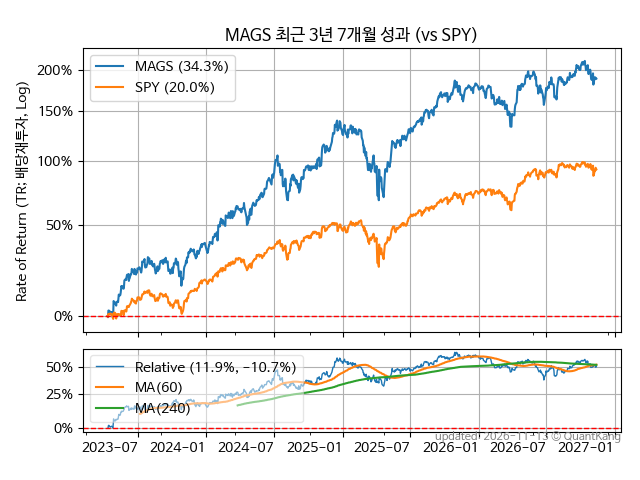 MAGS 최근 3년 7개월 성과 (vs SPY)
MAGS (34.3%)
SPY (20.0%)
200%
150%
100%
50%
0%
Rate of Return (TR: 배당재투자, Log)
Relative (11.9%, −10.7%)
MA(60)
MA(240)
50%
25%
0%
updated: 2026−11−13 © QuantKang
2023−07
2024−01
2024−07
2025−01
2025−07
2026−01
2026−07
2027−01